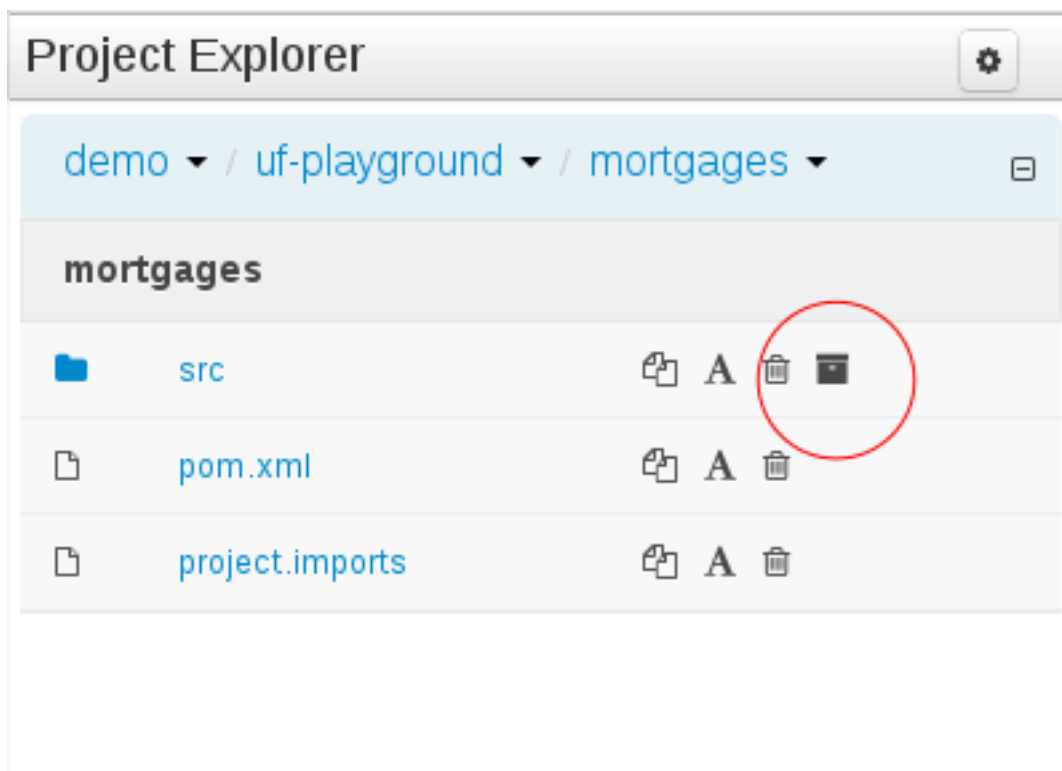 Project Explorer
demo / uf-playground / mortgages
mortgages
src
pom.xml
project.imports